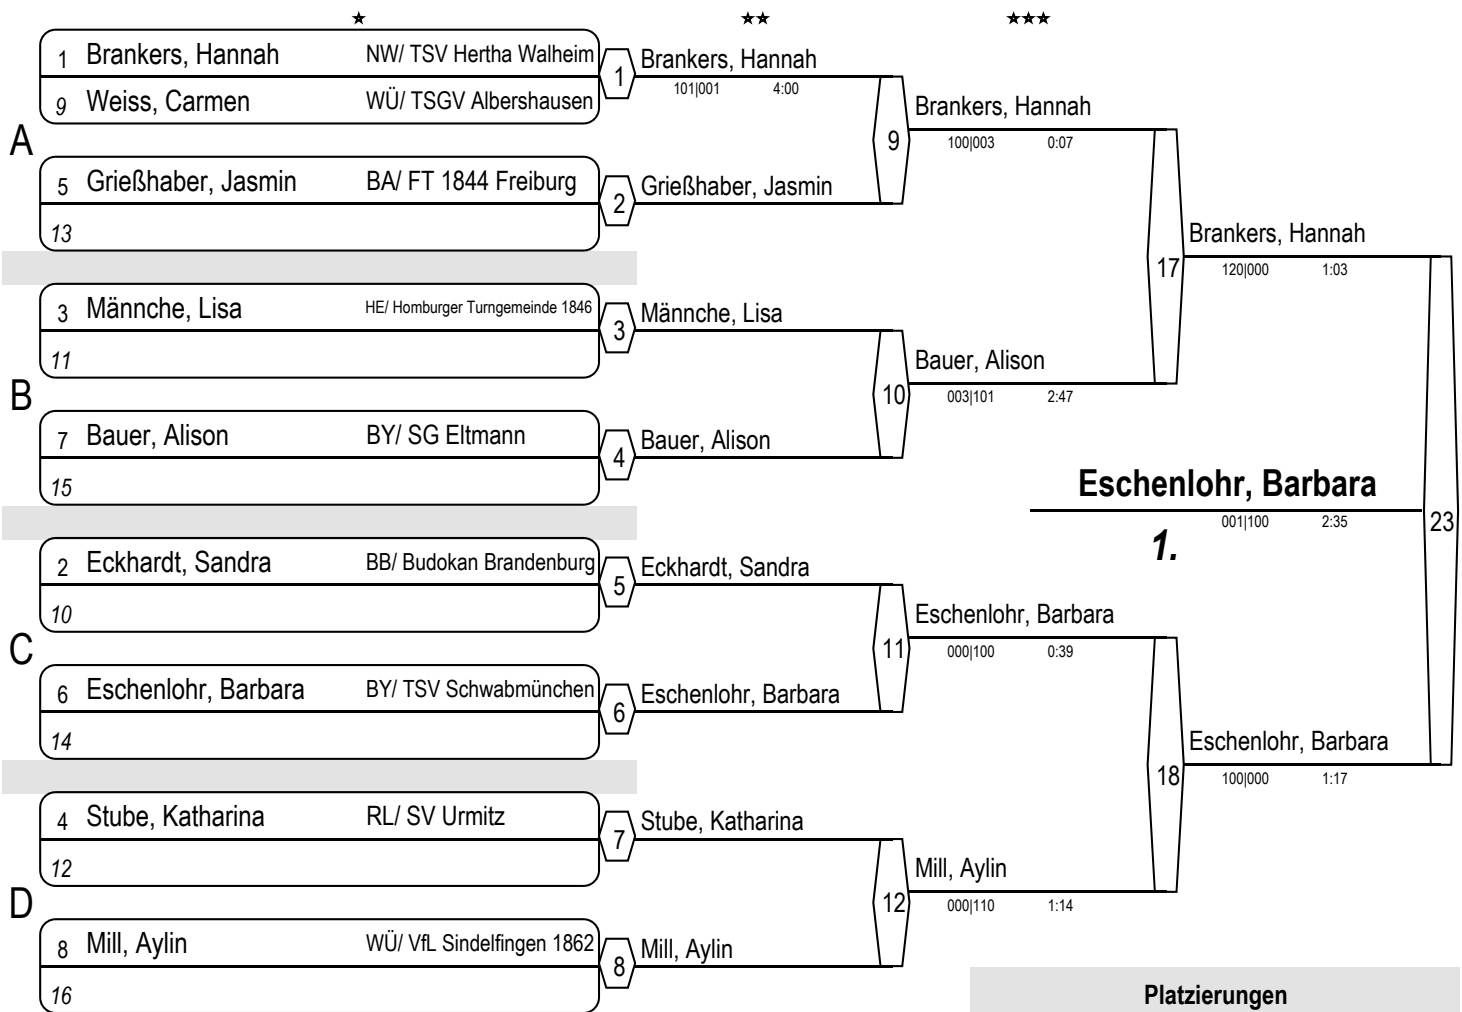 ★ ★★ ★★★
1 Brankers, Hannah NW/ TSV Hertha Walheim
9 Weiss, Carmen WÜ/ TSGV Albershausen
1 Brankers, Hannah
101|001 4:00
A
5 Grießhaber, Jasmin BA/ FT 1844 Freiburg
13
2 Grießhaber, Jasmin
9 Brankers, Hannah
100|003 0:07
3 Männche, Lisa HE/ Homburger Turngemeinde 1846
11
3 Männche, Lisa
B
7 Bauer, Alison BY/ SG Eltmann
15
4 Bauer, Alison
10 Bauer, Alison
003|101 2:47
17 Brankers, Hannah
120|000 1:03
2 Eckhardt, Sandra BB/ Budokan Brandenburg
10
5 Eckhardt, Sandra
C
6 Eschenlohr, Barbara BY/ TSV Schwabmünchen
14
6 Eschenlohr, Barbara
11 Eschenlohr, Barbara
000|100 0:39
4 Stube, Katharina RL/ SV Urmitz
12
7 Stube, Katharina
D
8 Mill, Aylin WÜ/ VfL Sindelfingen 1862
16
8 Mill, Aylin
12 Mill, Aylin
000|110 1:14
18 Eschenlohr, Barbara
100|000 1:17
23 Eschenlohr, Barbara
001|100 2:35
1.
Platzierungen